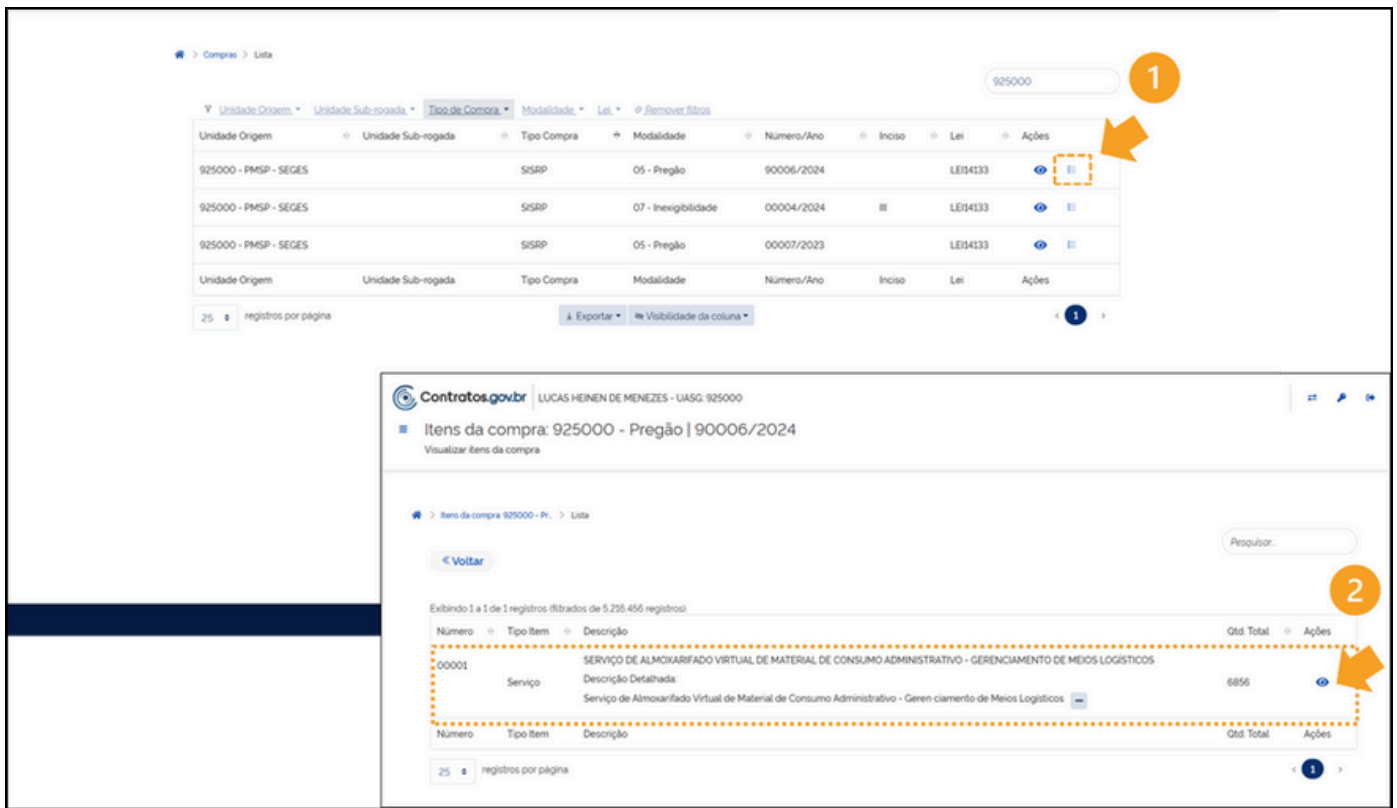 > Compras > Lista
925000
1
Unidade Origem Unidade Sub-rogada Tipo de Compra Modalidade Lei Remover filtros
Unidade Origem Unidade Sub-rogada Tipo Compra Modalidade Número/Ano Inciso Lei Ações
925000 - PMSP - SEGES SISRP 05 - Pregão 90006/2024 LEI14133
925000 - PMSP - SEGES SISRP 07 - Inexigibilidade 00004/2024 III LEI14133
925000 - PMSP - SEGES SISRP 05 - Pregão 00007/2023 LEI14133
Unidade Origem Unidade Sub-rogada Tipo Compra Modalidade Número/Ano Inciso Lei Ações
25 registros por página Exportar Visibilidade da coluna < 1 >
Contratos.gov.br LUCAS HEINEN DE MENEZES - UASG: 925000
Itens da compra: 925000 - Pregão | 90006/2024
Visualizar itens da compra
> Itens da compra: 925000 - Pr... > Lista
Pesquisar...
Voltar
2
Exibindo 1 a 1 de 1 registros (filtrados de 5.216.456 registros)
Número Tipo Item Descrição Qtd. Total Ações
00001 SERVIÇO DE ALMOXARIFADO VIRTUAL DE MATERIAL DE CONSUMO ADMINISTRATIVO - GERENCIAMENTO DE MEIOS LOGÍSTICOS
Serviço Descrição Detalhada: 6856
Serviço de Almoxarifado Virtual de Material de Consumo Administrativo - Geren ciamento de Meios Logísticos
Número Tipo Item Descrição Qtd. Total Ações
25 registros por página < 1 >